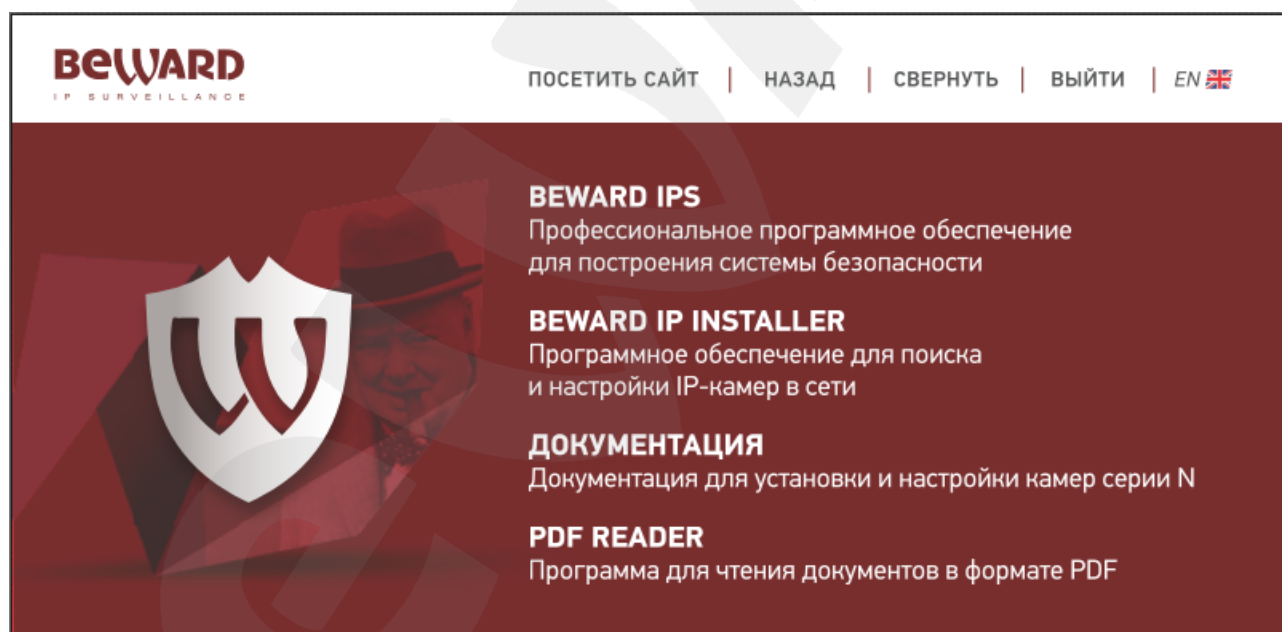 BEWARD
IP SURVEILLANCE
ПОСЕТИТЬ САЙТ | НАЗАД | СВЕРНУТЬ | ВЫЙТИ | EN
BEWARD IPS
Профессиональное программное обеспечение
для построения системы безопасности
BEWARD IP INSTALLER
Программное обеспечение для поиска
и настройки IP-камер в сети
ДОКУМЕНТАЦИЯ
Документация для установки и настройки камер серии N
PDF READER
Программа для чтения документов в формате PDF